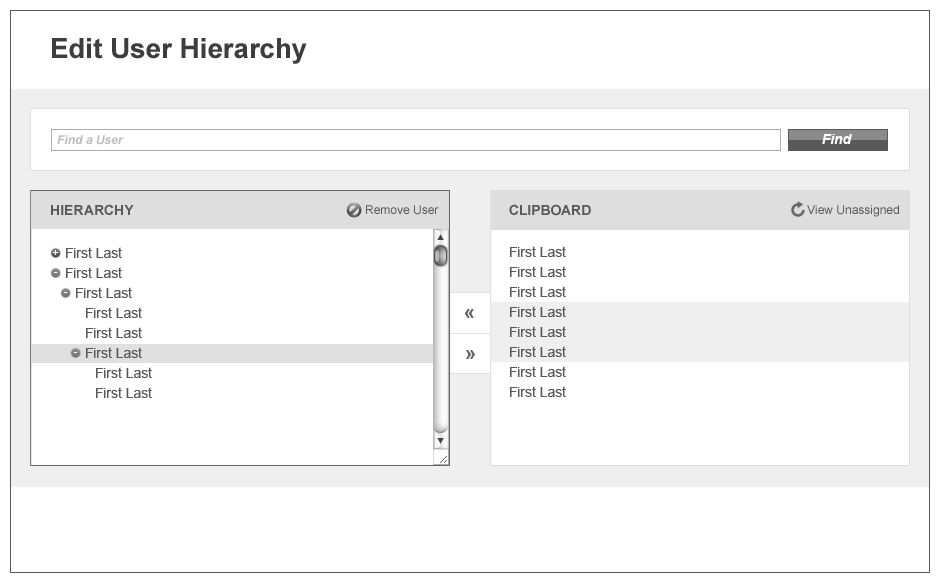 Edit User Hierarchy
Find a User
Find
HIERARCHY
Remove User
First Last
First Last
First Last
First Last
First Last
First Last
First Last
First Last
«
»
CLIPBOARD
View Unassigned
First Last
First Last
First Last
First Last
First Last
First Last
First Last
First Last